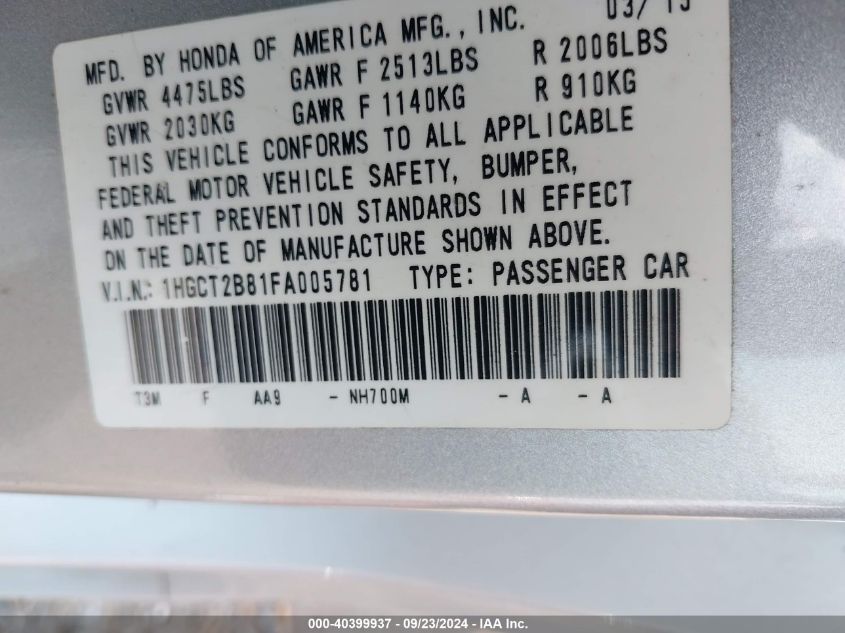 03/15
MFD. BY HONDA OF AMERICA MFG., INC.
GVWR 4475LBS GAWR F 2513LBS R 2006LBS
GVWR 2030KG GAWR F 1140KG R 910KG
THIS VEHICLE CONFORMS TO ALL APPLICABLE
FEDERAL MOTOR VEHICLE SAFETY, BUMPER,
AND THEFT PREVENTION STANDARDS IN EFFECT
ON THE DATE OF MANUFACTURE SHOWN ABOVE.
V.I.N.: 1HGCT2B81FA005781 TYPE: PASSENGER CAR
T3M F AA9 - NH700M - A - A
000-40399937 - 09/23/2024 - IAA Inc.